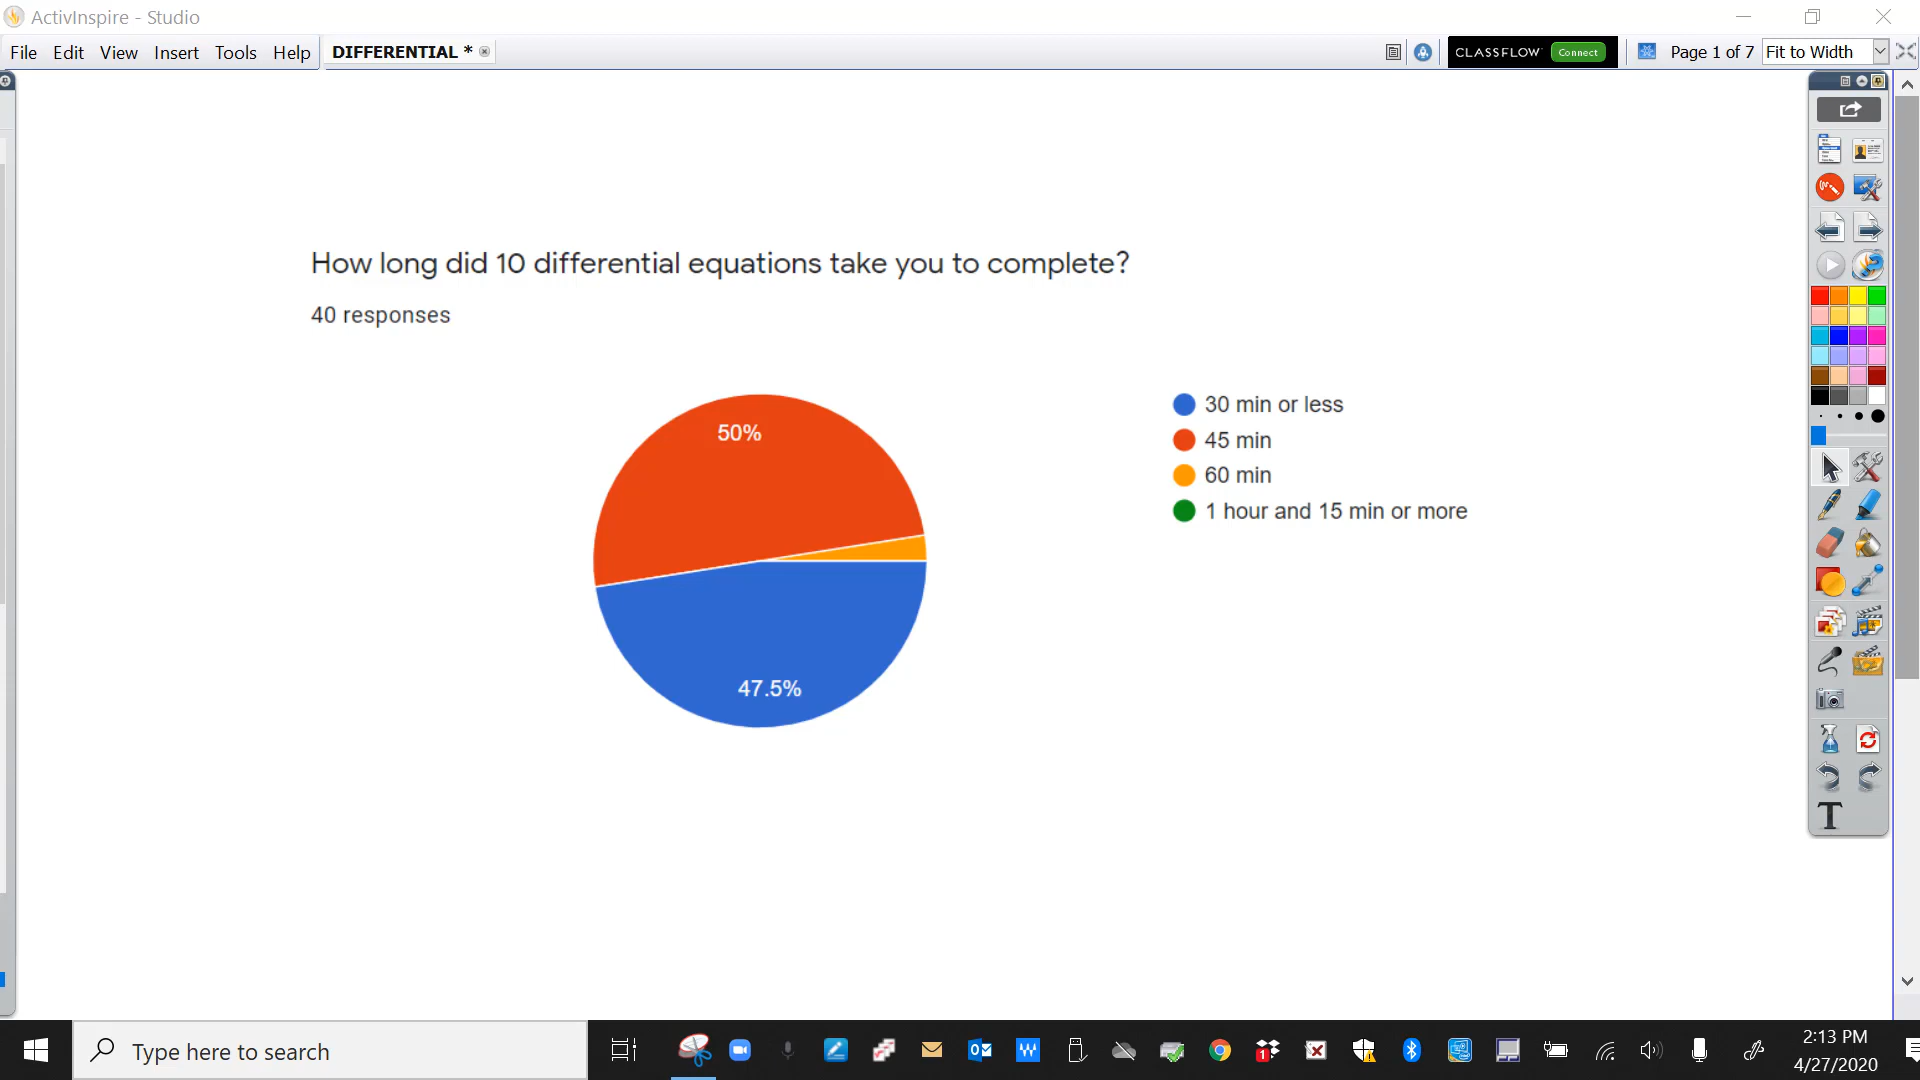 ActivInspire - Studio
File Edit View Insert Tools Help DIFFERENTIAL * CLASSFLOW Connect Page 1 of 7 Fit to Width
How long did 10 differential equations take you to complete?
40 responses
50%
47.5%
30 min or less
45 min
60 min
1 hour and 15 min or more
T
Type here to search
2:13 PM
4/27/2020